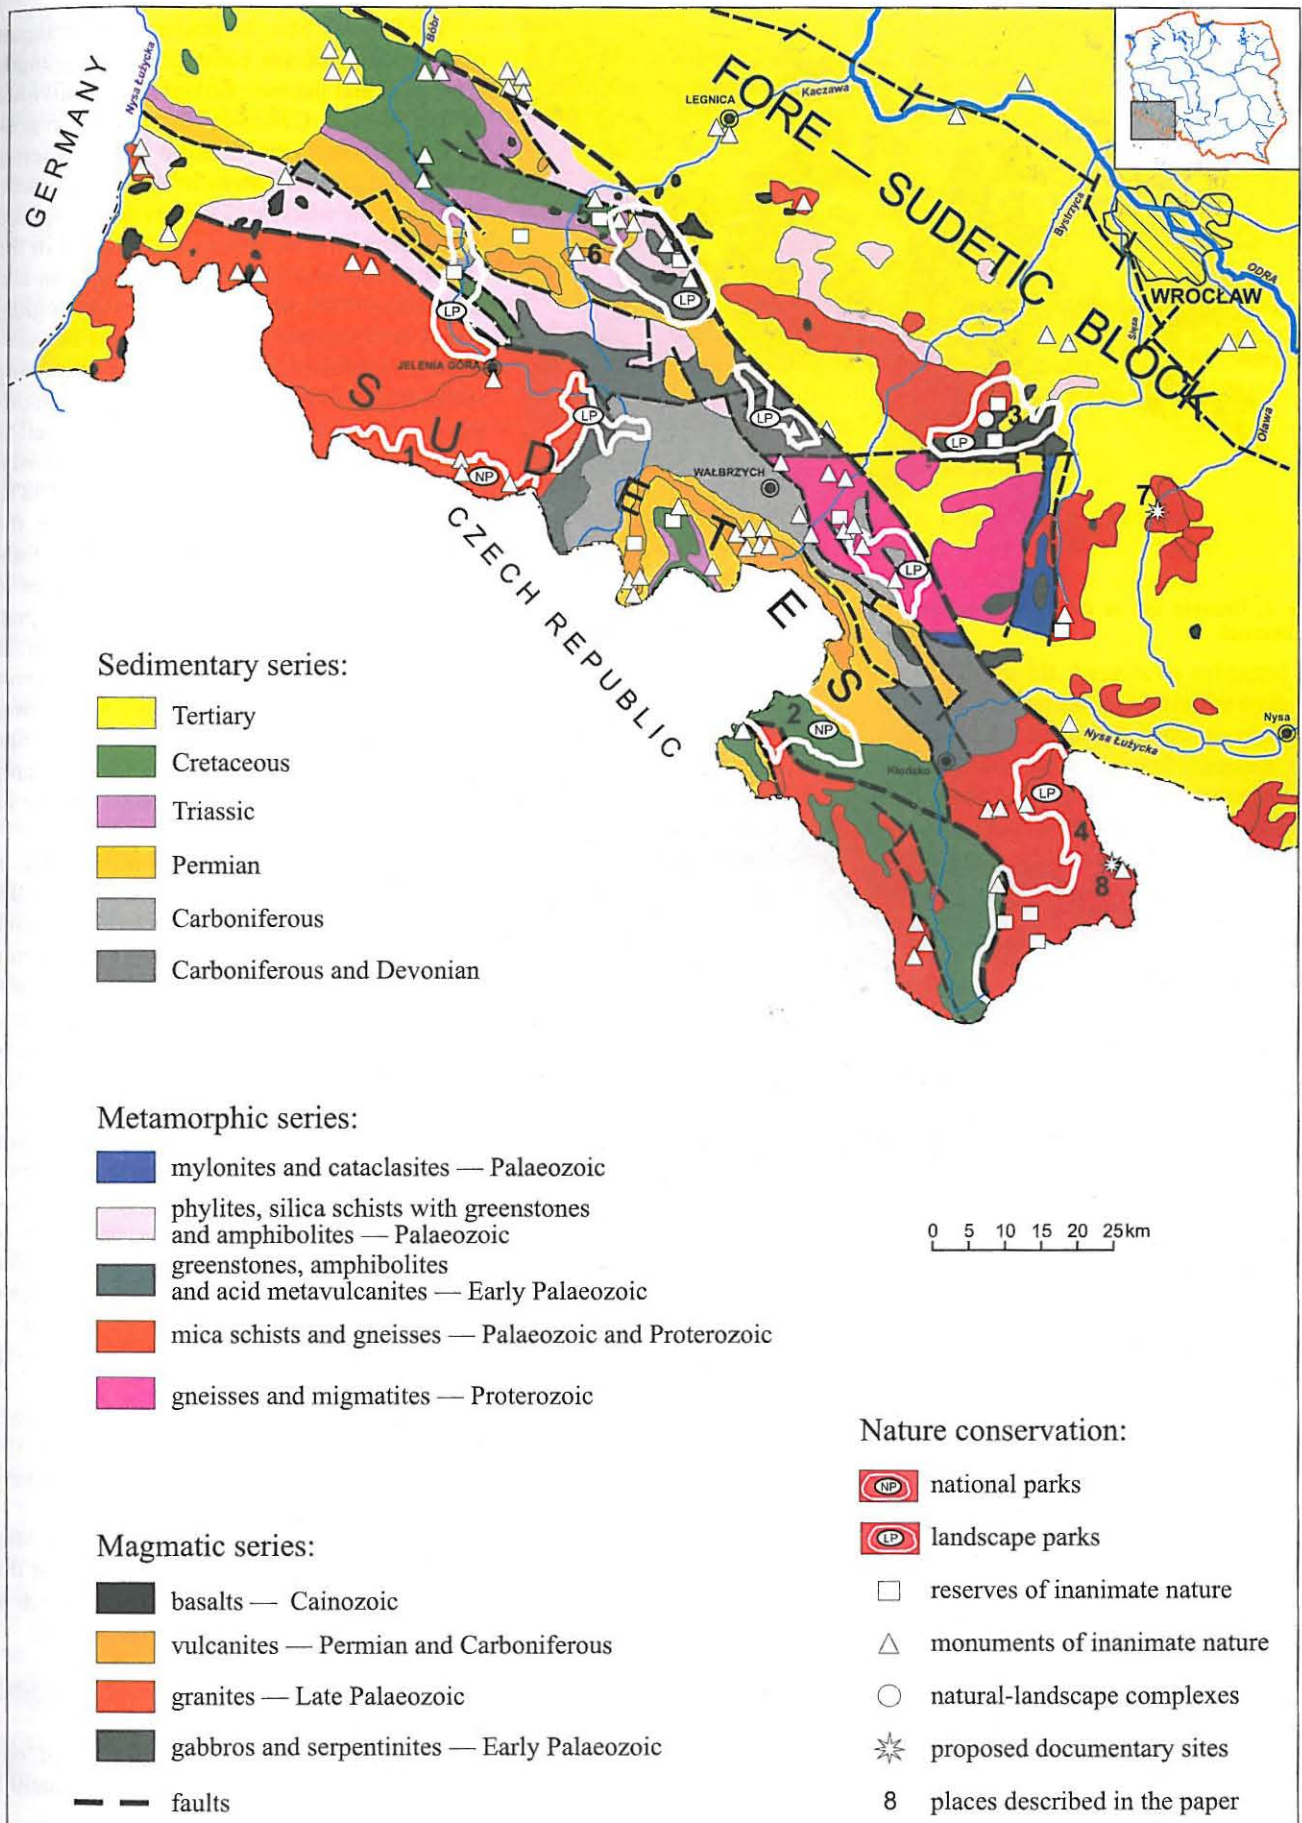 GERMANY
Nysa Łużycka
Bóbr
Kaczawa
LEGNICA
FORE — SUDETIC BLOCK
Bystrzyca
ODRA
WROCŁAW
Ślęza
Oława
5
6
LP
LP
JELENIA GÓRA
SUDETES
1
NP
LP
LP
LP
3
WAŁBRZYCH
7
LP
CZECH REPUBLIC
2
NP
Kłodzko
Nysa Łużycka
Nysa
LP
4
8
Sedimentary series:
Tertiary
Cretaceous
Triassic
Permian
Carboniferous
Carboniferous and Devonian
Metamorphic series:
mylonites and cataclasites — Palaeozoic
phylites, silica schists with greenstones
and amphibolites — Palaeozoic
greenstones, amphibolites
and acid metavulcanites — Early Palaeozoic
mica schists and gneisses — Palaeozoic and Proterozoic
gneisses and migmatites — Proterozoic
0 5 10 15 20 25km
Magmatic series:
basalts — Cainozoic
vulcanites — Permian and Carboniferous
granites — Late Palaeozoic
gabbros and serpentinites — Early Palaeozoic
faults
Nature conservation:
NP national parks
LP landscape parks
reserves of inanimate nature
monuments of inanimate nature
natural-landscape complexes
proposed documentary sites
8 places described in the paper